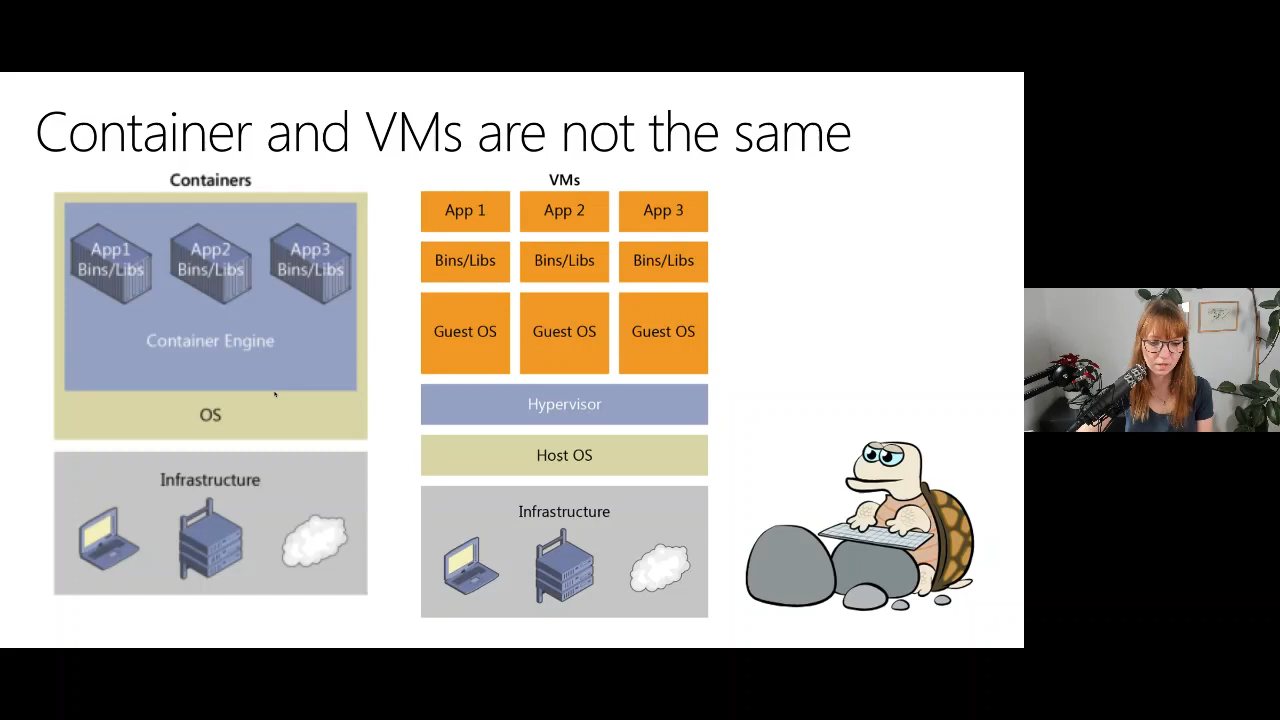 Container and VMs are not the same
Containers
App1
Bins/Libs
App2
Bins/Libs
App3
Bins/Libs
Container Engine
OS
Infrastructure
VMs
App 1
App 2
App 3
Bins/Libs
Bins/Libs
Bins/Libs
Guest OS
Guest OS
Guest OS
Hypervisor
Host OS
Infrastructure